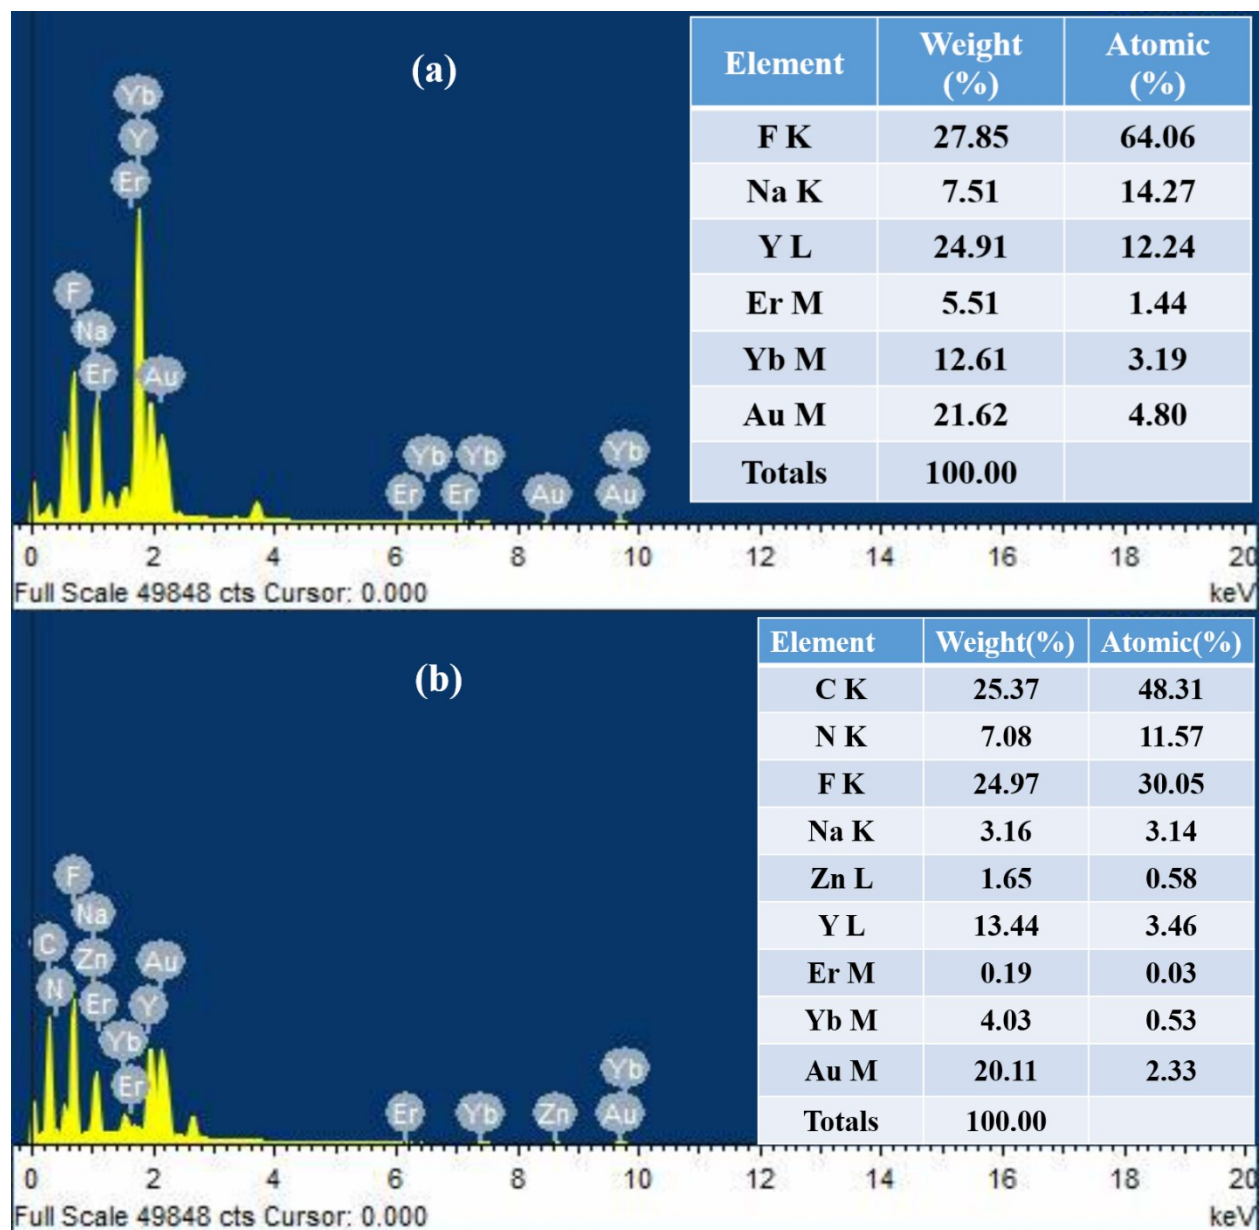 (a)
Yb
Y
Er
F
Na
Er
Au
Yb
Yb
Er
Er
Au
Yb
Au
Element Weight (%) Atomic (%)
F K 27.85 64.06
Na K 7.51 14.27
Y L 24.91 12.24
Er M 5.51 1.44
Yb M 12.61 3.19
Au M 21.62 4.80
Totals 100.00
0 2 4 6 8 10 12 14 16 18 20
Full Scale 49848 cts Cursor: 0.000 keV
(b)
F
Na
C
Zn
Au
N
Er
Y
Yb
Er
Er
Yb
Zn
Yb
Au
Element Weight(%) Atomic(%)
C K 25.37 48.31
N K 7.08 11.57
F K 24.97 30.05
Na K 3.16 3.14
Zn L 1.65 0.58
Y L 13.44 3.46
Er M 0.19 0.03
Yb M 4.03 0.53
Au M 20.11 2.33
Totals 100.00
0 2 4 6 8 10 12 14 16 18 20
Full Scale 49848 cts Cursor: 0.000 keV